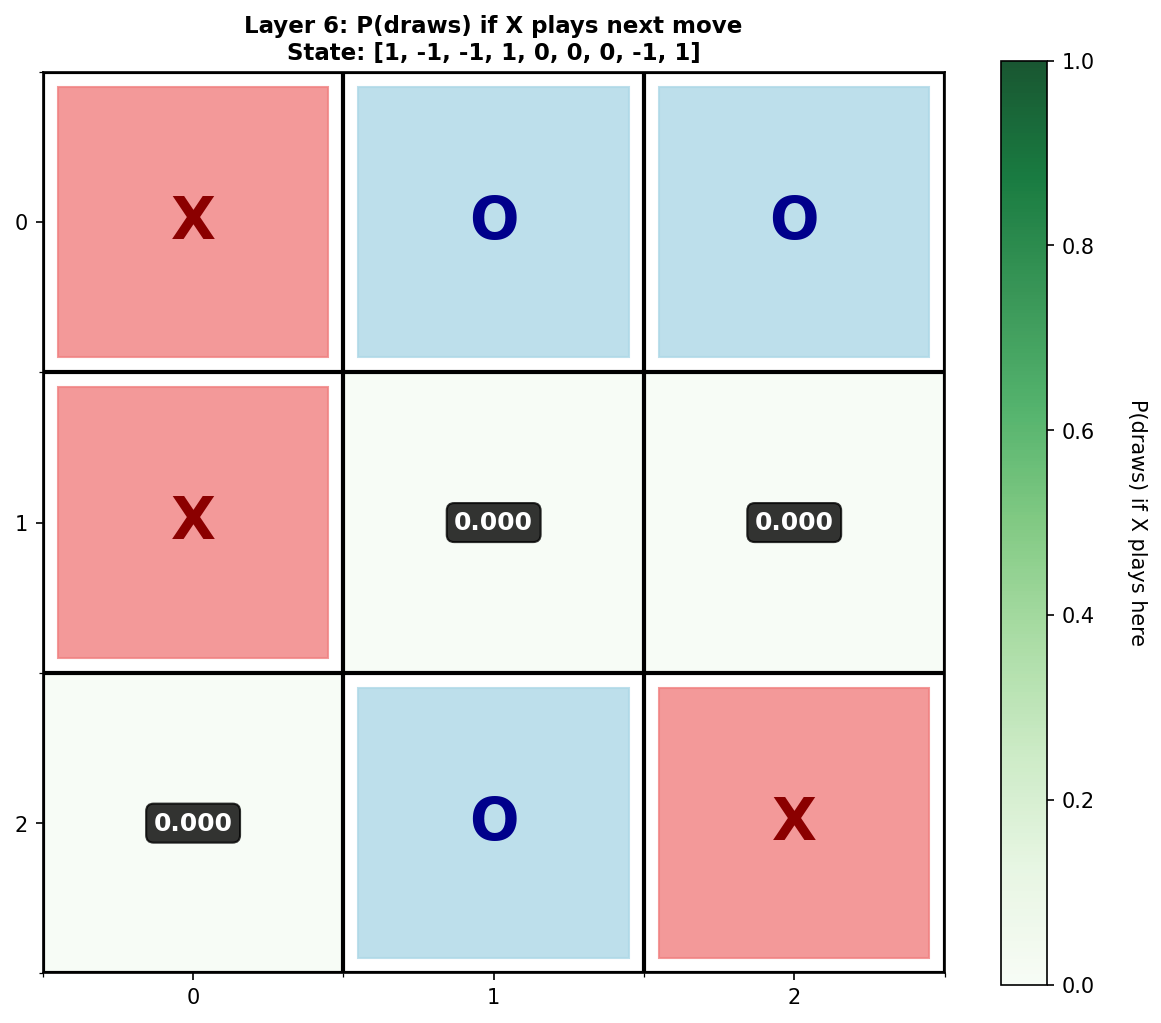 Layer 6: P(draws) if X plays next move
State: [1, -1, -1, 1, 0, 0, 0, -1, 1]
X O O
X 0.000 0.000
0.000 O X
0
1
2
0 1 2
1.0
0.8
0.6
0.4
0.2
0.0
P(draws) if X plays here